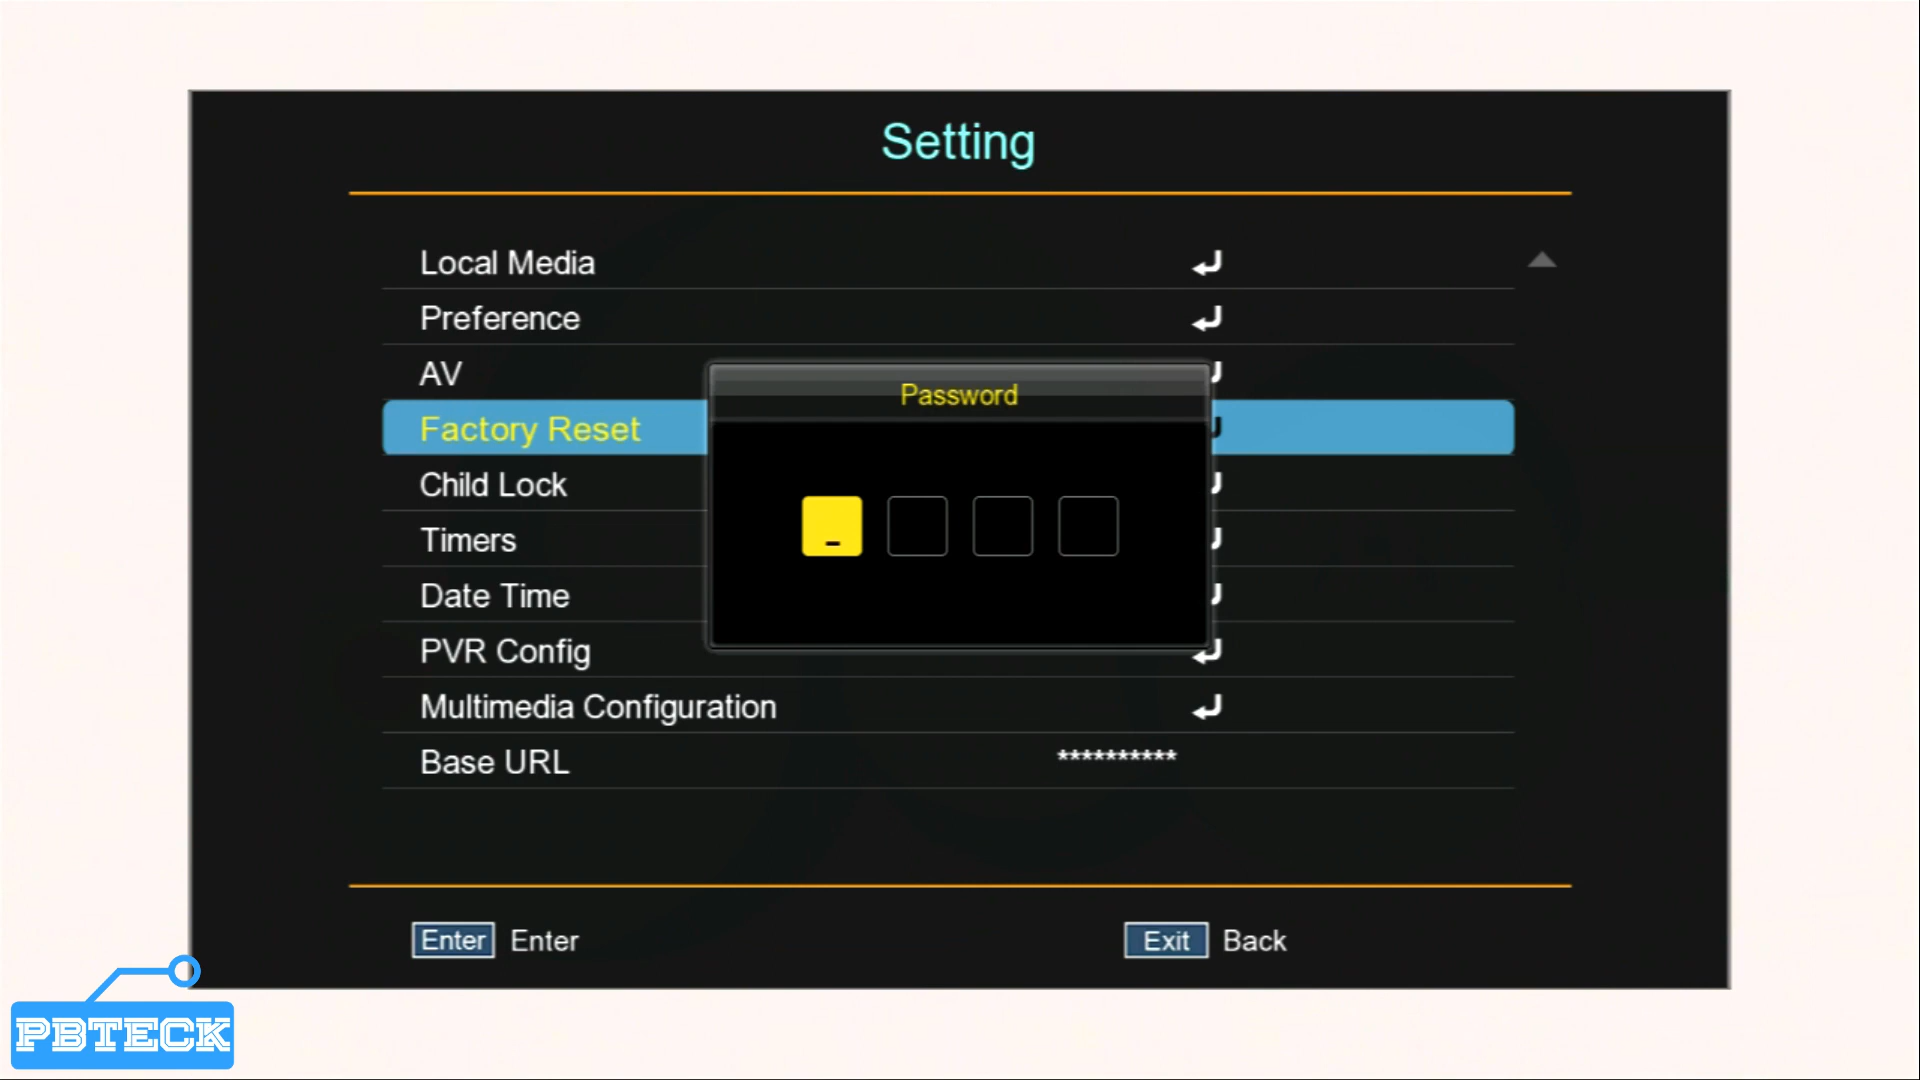 Setting
Local Media
Preference
AV
Password
Factory Reset
Child Lock
Timers
Date Time
PVR Config
Multimedia Configuration
Base URL **********
Enter Enter Exit Back
PBTECK